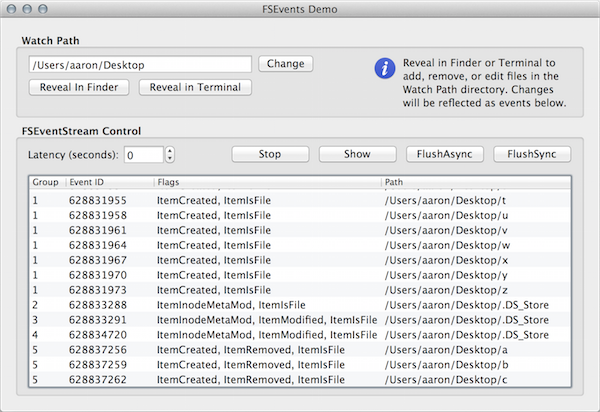 FSEvents Demo
Watch Path
/Users/aaron/Desktop Change
Reveal In Finder Reveal in Terminal
Reveal in Finder or Terminal to
add, remove, or edit files in the
Watch Path directory. Changes
will be reflected as events below.
FSEventStream Control
Latency (seconds): 0 Stop Show FlushAsync FlushSync
Group Event ID Flags Path
1 628831955 ItemCreated, ItemIsFile /Users/aaron/Desktop/t
1 628831958 ItemCreated, ItemIsFile /Users/aaron/Desktop/u
1 628831961 ItemCreated, ItemIsFile /Users/aaron/Desktop/v
1 628831964 ItemCreated, ItemIsFile /Users/aaron/Desktop/w
1 628831967 ItemCreated, ItemIsFile /Users/aaron/Desktop/x
1 628831970 ItemCreated, ItemIsFile /Users/aaron/Desktop/y
1 628831973 ItemCreated, ItemIsFile /Users/aaron/Desktop/z
2 628833288 ItemInodeMetaMod, ItemIsFile /Users/aaron/Desktop/.DS_Store
3 628833291 ItemInodeMetaMod, ItemModified, ItemIsFile /Users/aaron/Desktop/.DS_Store
4 628834720 ItemInodeMetaMod, ItemModified, ItemIsFile /Users/aaron/Desktop/.DS_Store
5 628837256 ItemCreated, ItemRemoved, ItemIsFile /Users/aaron/Desktop/a
5 628837259 ItemCreated, ItemRemoved, ItemIsFile /Users/aaron/Desktop/b
5 628837262 ItemCreated, ItemRemoved, ItemIsFile /Users/aaron/Desktop/c